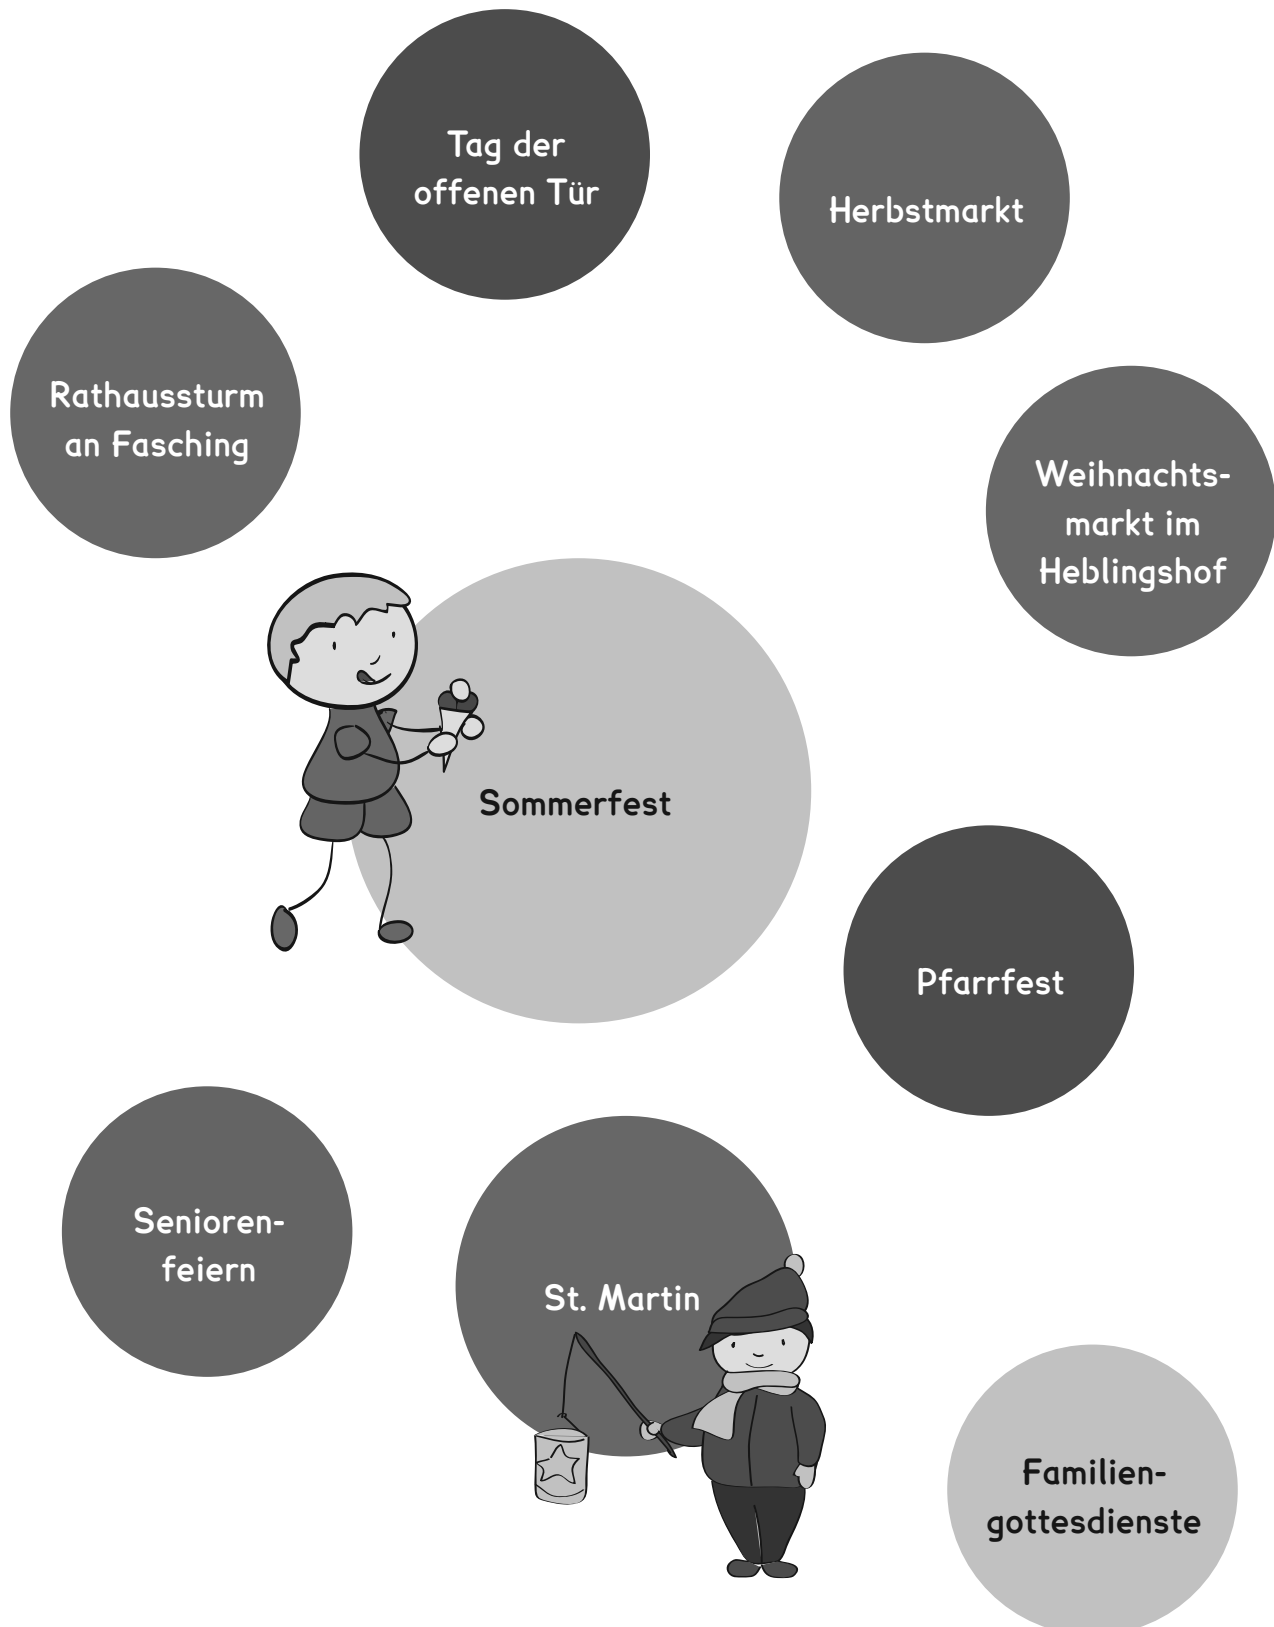 Tag der
offenen Tür
Herbstmarkt
Rathaussturm
an Fasching
Weihnachts-
markt im
Heblingshof
Sommerfest
Pfarrfest
Senioren-
feiern
St. Martin
Familien-
gottesdienste